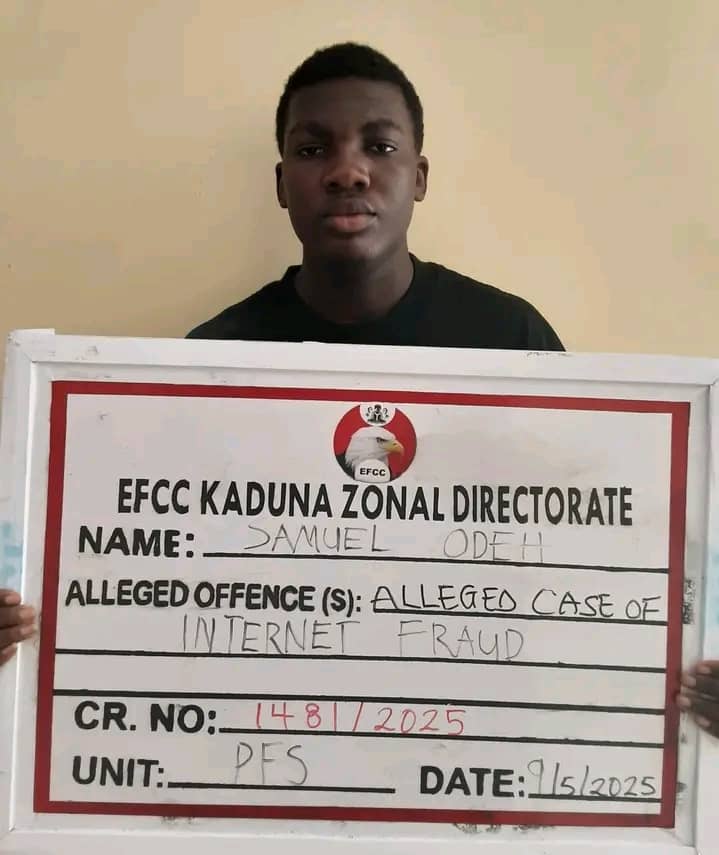 EFCC
EFCC KADUNA ZONAL DIRECTORATE
NAME: SAMUEL ODEH
ALLEGED OFFENCE (S): ALLEGED CASE OF
INTERNET FRAUD
CR. NO: 1481/2025
UNIT: PFS DATE: 9/5/2025